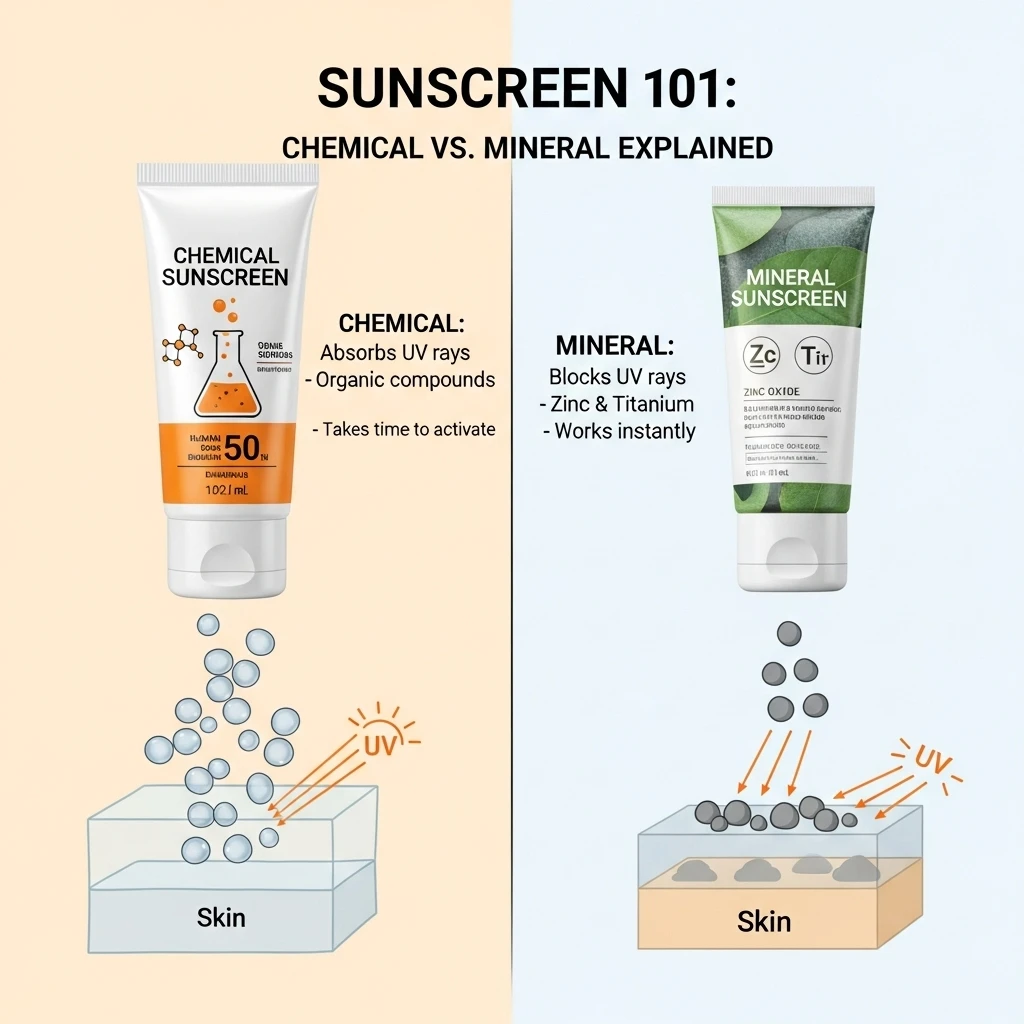 SUNSCREEN 101:
CHEMICAL VS. MINERAL EXPLAINED
CHEMICAL
SUNSCREEN
50
CHEMICAL:
Absorbs UV rays
- Organic compounds
- Takes time to activate
UV
Skin
MINERAL:
Blocks UV rays
- Zinc & Titanium
- Works instantly
MINERAL
SUNSCREEN
Zc
Tir
ZINC OXIDE
UV
Skin